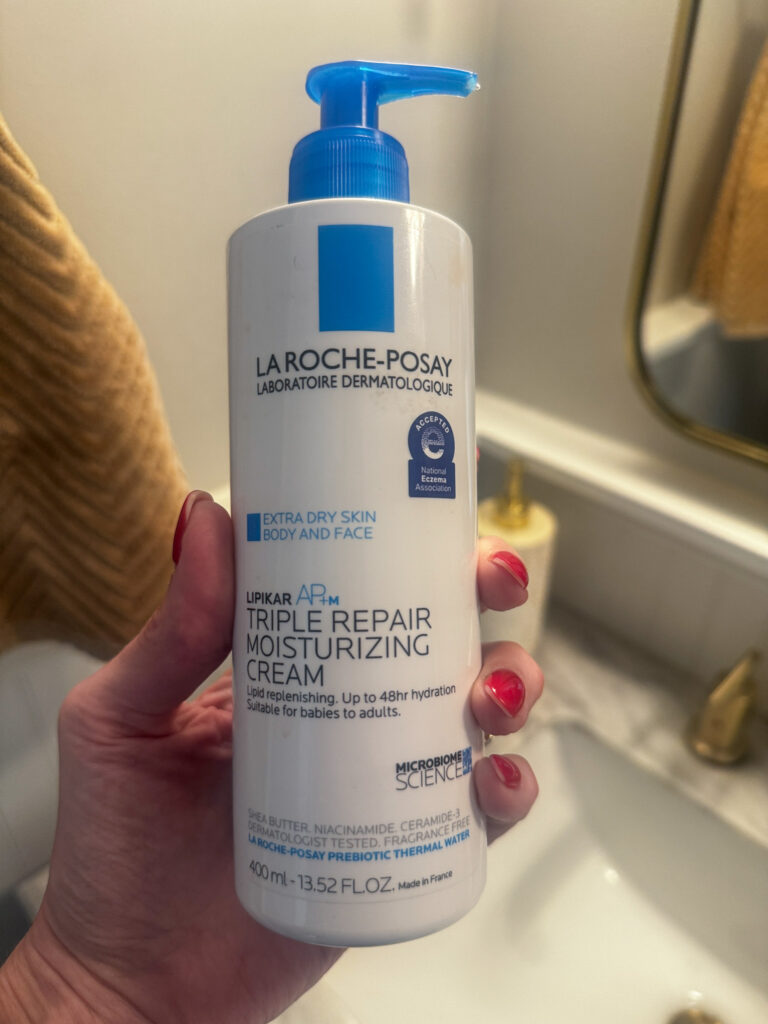 LA ROCHE-POSAY
LABORATOIRE DERMATOLOGIQUE
ACCEPTED
National
Eczema
Association
EXTRA DRY SKIN
BODY AND FACE
LIPIKAR AP+M
TRIPLE REPAIR
MOISTURIZING
CREAM
Lipid replenishing. Up to 48hr hydration
Suitable for babies to adults.
MICROBIOME
SCIENCE
SHEA BUTTER. NIACINAMIDE. CERAMIDE-3
DERMATOLOGIST TESTED. FRAGRANCE FREE
LA ROCHE-POSAY PREBIOTIC THERMAL WATER
400 ml - 13.52 FL.OZ. Made in France